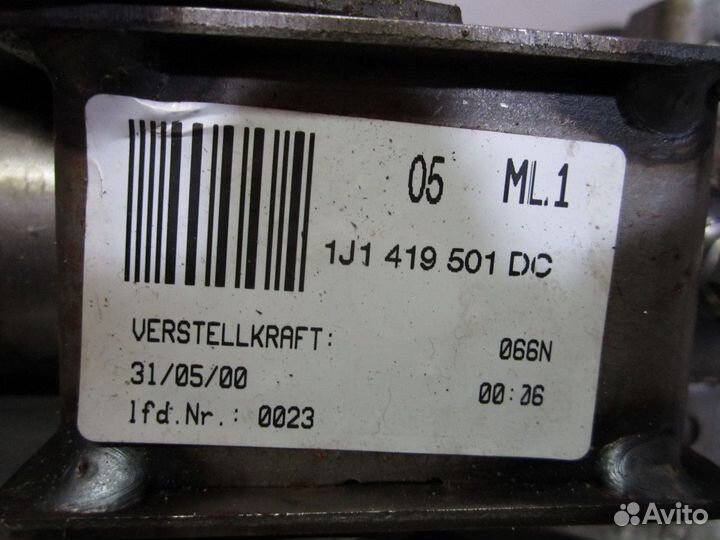 05 ML.1
1J1 419 501 DC
VERSTELLKRAFT: 066N
31/05/00 00:06
lfd.Nr.: 0023
Avito